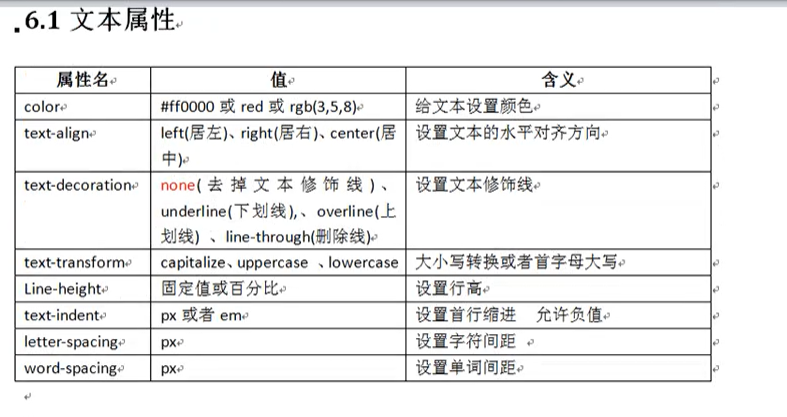 6.1 文本属性
属性名 值 含义
color #ff0000 或 red 或 rgb(3,5,8) 给文本设置颜色
text-align left(居左)、right(居右)、center(居 设置文本的水平对齐方向
中)
text-decoration none(去掉文本修饰线)、 设置文本修饰线
underline(下划线),、overline(上
划线) 、line-through(删除线)
text-transform capitalize、uppercase 、lowercase 大小写转换或者首字母大写
Line-height 固定值或百分比 设置行高
text-indent px 或者 em 设置首行缩进 允许负值
letter-spacing px 设置字符间距
word-spacing px 设置单词间距